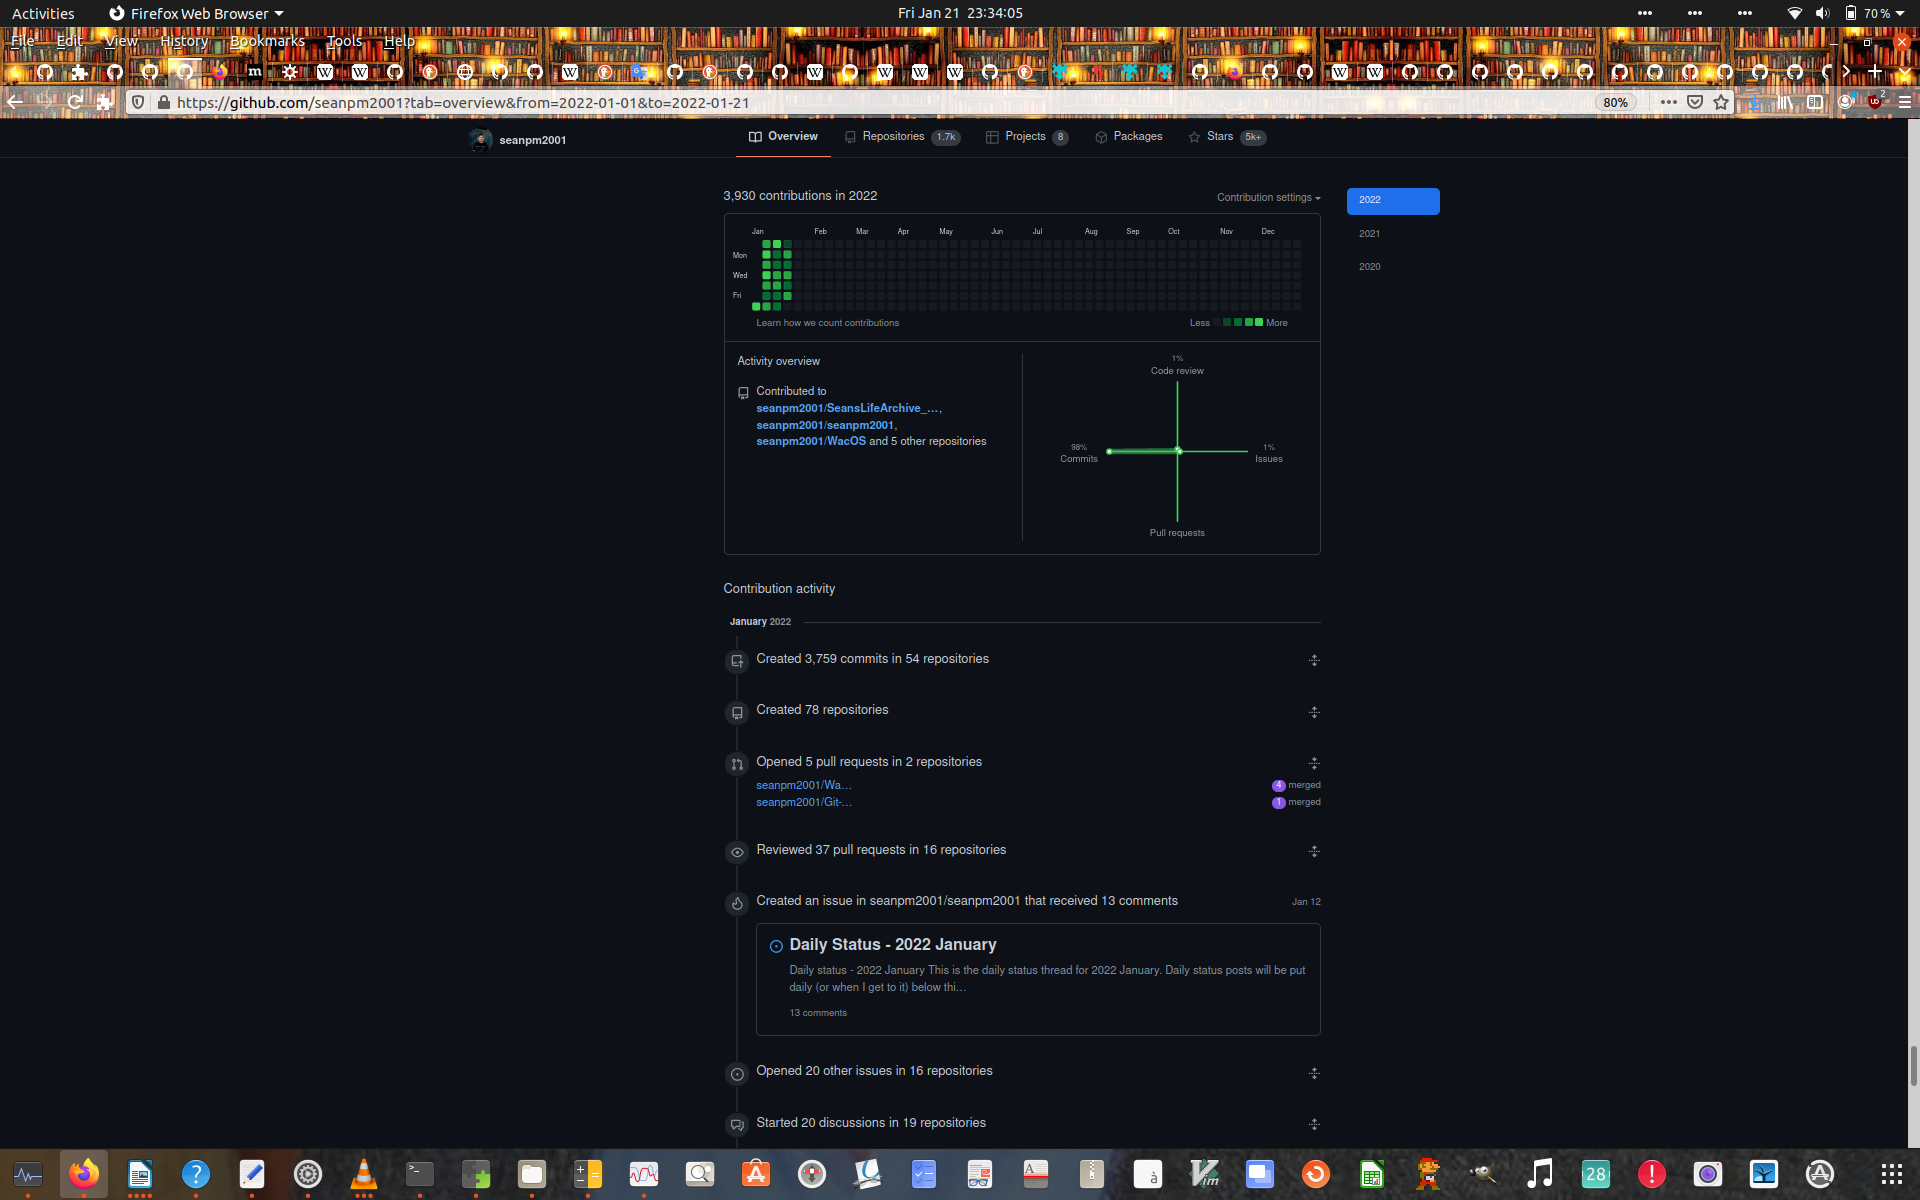 Activities
Firefox Web Browser
Fri Jan 21 23:34:05
70 %
File Edit View History Bookmarks Tools Help
https://github.com/seanpm2001?tab=overview&from=2022-01-01&to=2022-01-21
80%
2
seanpm2001
Overview
Repositories 1.7k
Projects 8
Packages
Stars 5k+
3,930 contributions in 2022
Contribution settings
2022
2021
2020
Jan Feb Mar Apr May Jun Jul Aug Sep Oct Nov Dec
Mon
Wed
Fri
Learn how we count contributions
Less More
Activity overview
Contributed to
seanpm2001/SeansLifeArchive_…,
seanpm2001/seanpm2001,
seanpm2001/WacOS and 5 other repositories
1%
Code review
98%
Commits
1%
Issues
Pull requests
Contribution activity
January 2022
Created 3,759 commits in 54 repositories
Created 78 repositories
Opened 5 pull requests in 2 repositories
seanpm2001/Wa… 4 merged
seanpm2001/Git-… 1 merged
Reviewed 37 pull requests in 16 repositories
Created an issue in seanpm2001/seanpm2001 that received 13 comments Jan 12
Daily Status - 2022 January
Daily status - 2022 January This is the daily status thread for 2022 January. Daily status posts will be put
daily (or when I get to it) below thi…
13 comments
Opened 20 other issues in 16 repositories
Started 20 discussions in 19 repositories
28